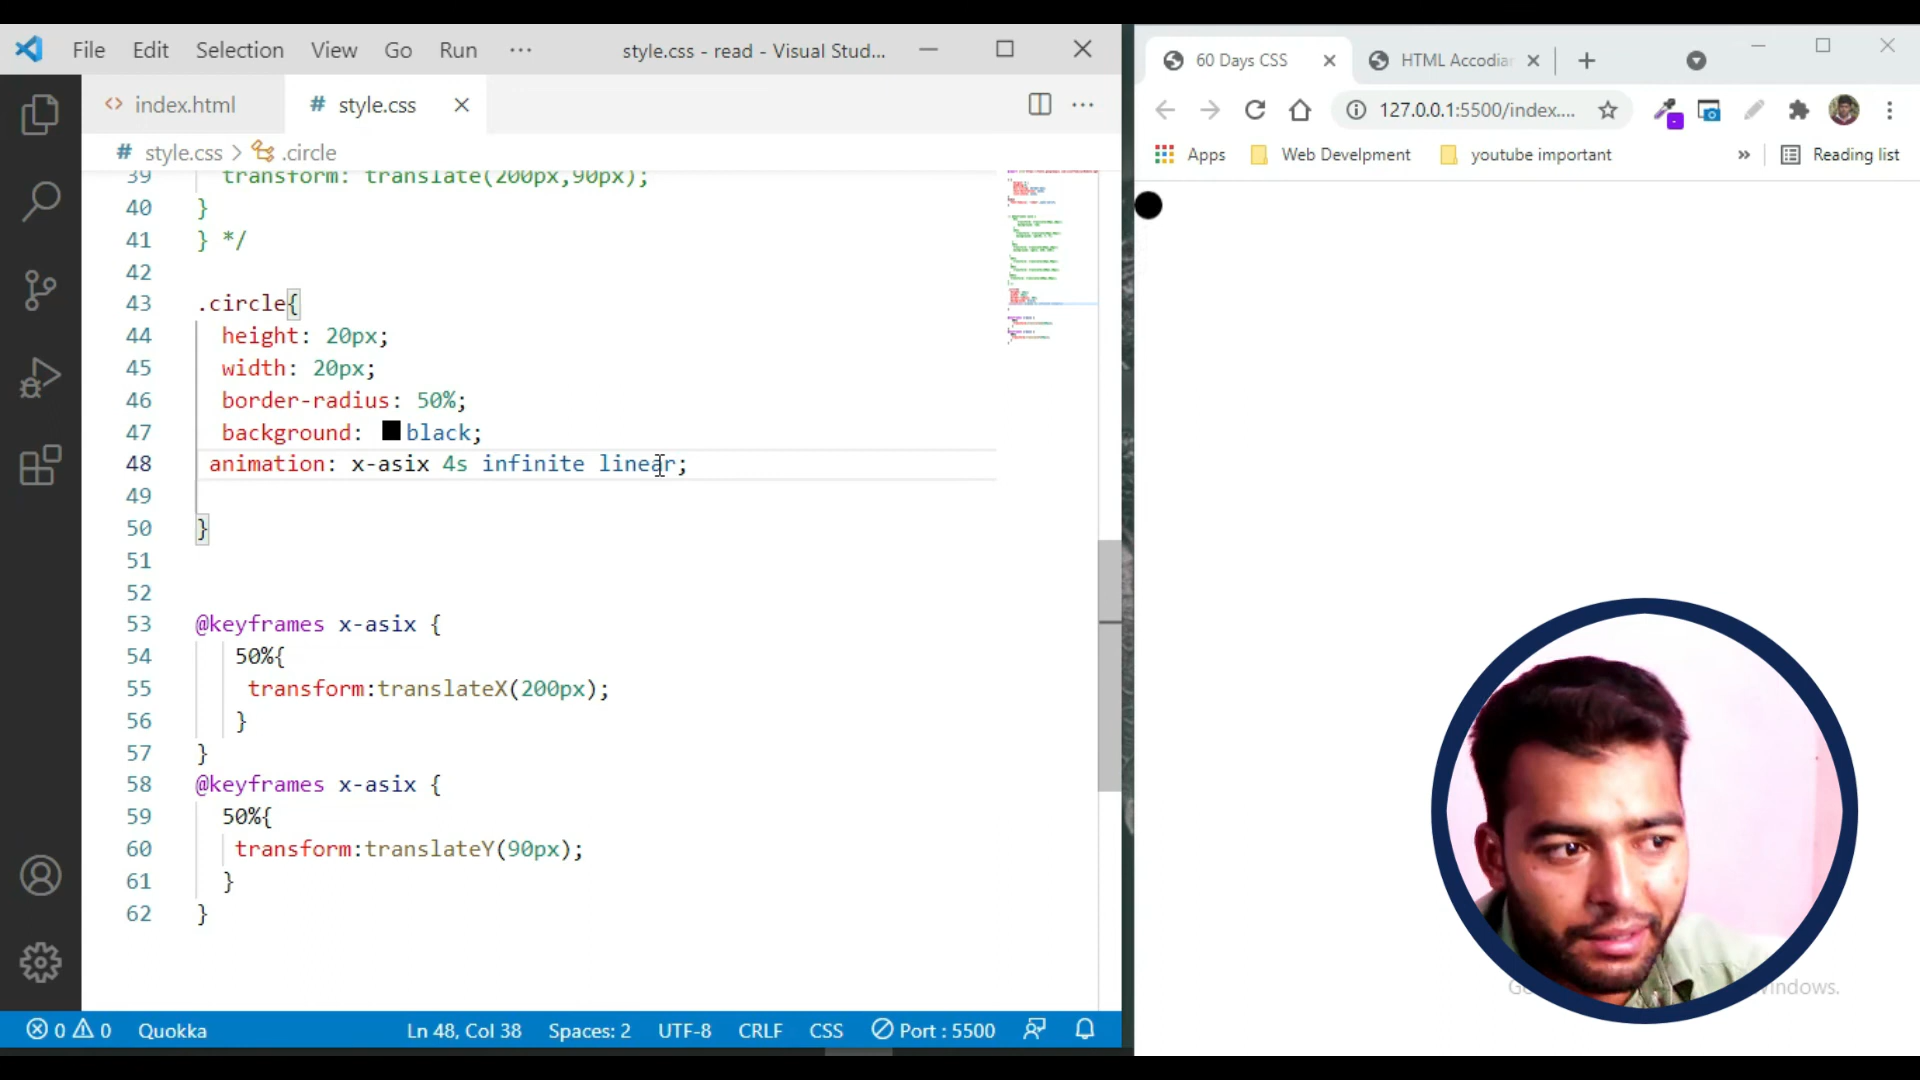 File Edit Selection View Go Run ··· style.css - read - Visual Stud...
index.html # style.css
# style.css > .circle
39 transform: translate(200px,90px);
40 }
41 } */
42
43 .circle{
44 height: 20px;
45 width: 20px;
46 border-radius: 50%;
47 background: black;
48 animation: x-asix 4s infinite linear;
49
50 }
51
52
53 @keyframes x-asix {
54 50%{
55 transform:translateX(200px);
56 }
57 }
58 @keyframes x-asix {
59 50%{
60 transform:translateY(90px);
61 }
62 }
0 0 Quokka Ln 48, Col 38 Spaces: 2 UTF-8 CRLF CSS Port : 5500
60 Days CSS HTML Accodia
127.0.0.1:5500/index....
Apps Web Develpment youtube important » Reading list